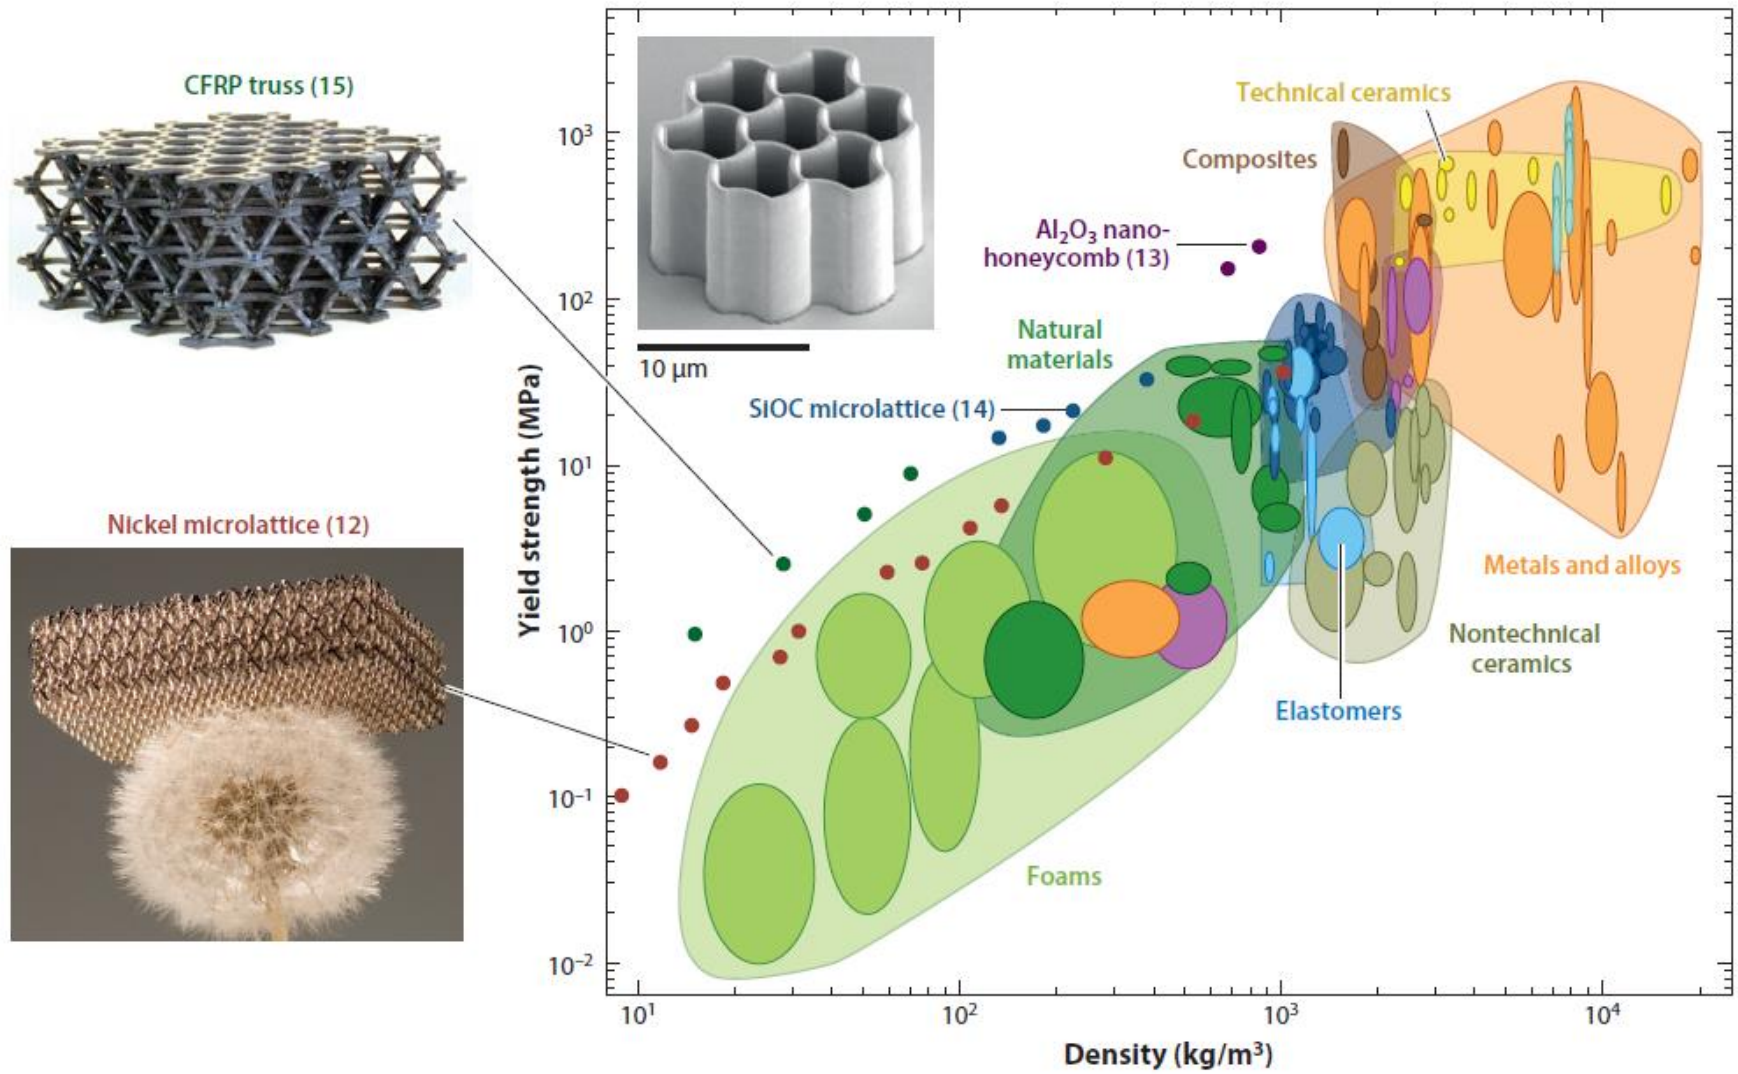 CFRP truss (15)
Nickel microlattice (12)
10 μm
Technical ceramics
Composites
Al₂O₃ nano-
honeycomb (13)
Natural
materials
SiOC microlattice (14)
Metals and alloys
Nontechnical
ceramics
Elastomers
Foams
Yield strength (MPa)
10³
10²
10¹
10⁰
10⁻¹
10⁻²
10¹ 10² 10³ 10⁴
Density (kg/m³)